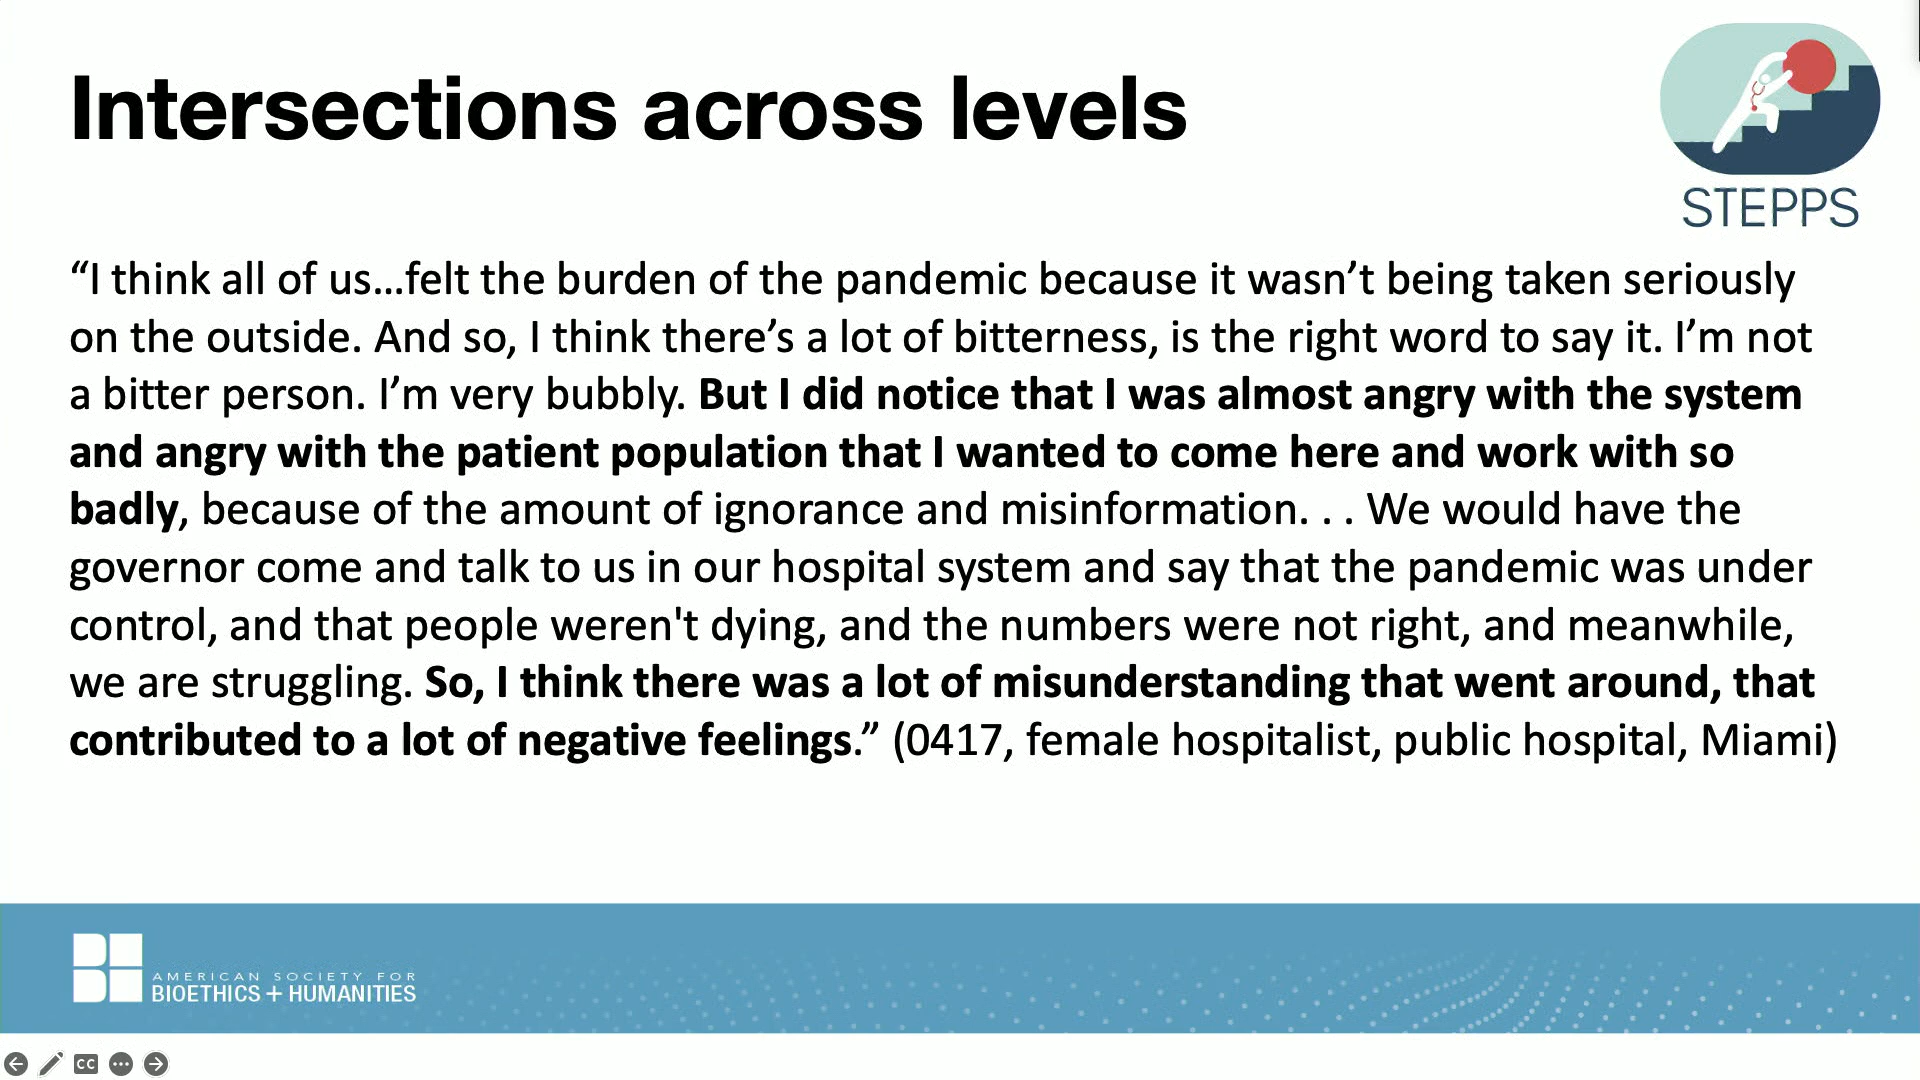 Intersections across levels
STEPPS
“I think all of us…felt the burden of the pandemic because it wasn’t being taken seriously
on the outside. And so, I think there’s a lot of bitterness, is the right word to say it. I’m not
a bitter person. I’m very bubbly. But I did notice that I was almost angry with the system
and angry with the patient population that I wanted to come here and work with so
badly, because of the amount of ignorance and misinformation. . . We would have the
governor come and talk to us in our hospital system and say that the pandemic was under
control, and that people weren't dying, and the numbers were not right, and meanwhile,
we are struggling. So, I think there was a lot of misunderstanding that went around, that
contributed to a lot of negative feelings.” (0417, female hospitalist, public hospital, Miami)
AMERICAN SOCIETY FOR
BIOETHICS + HUMANITIES
CC